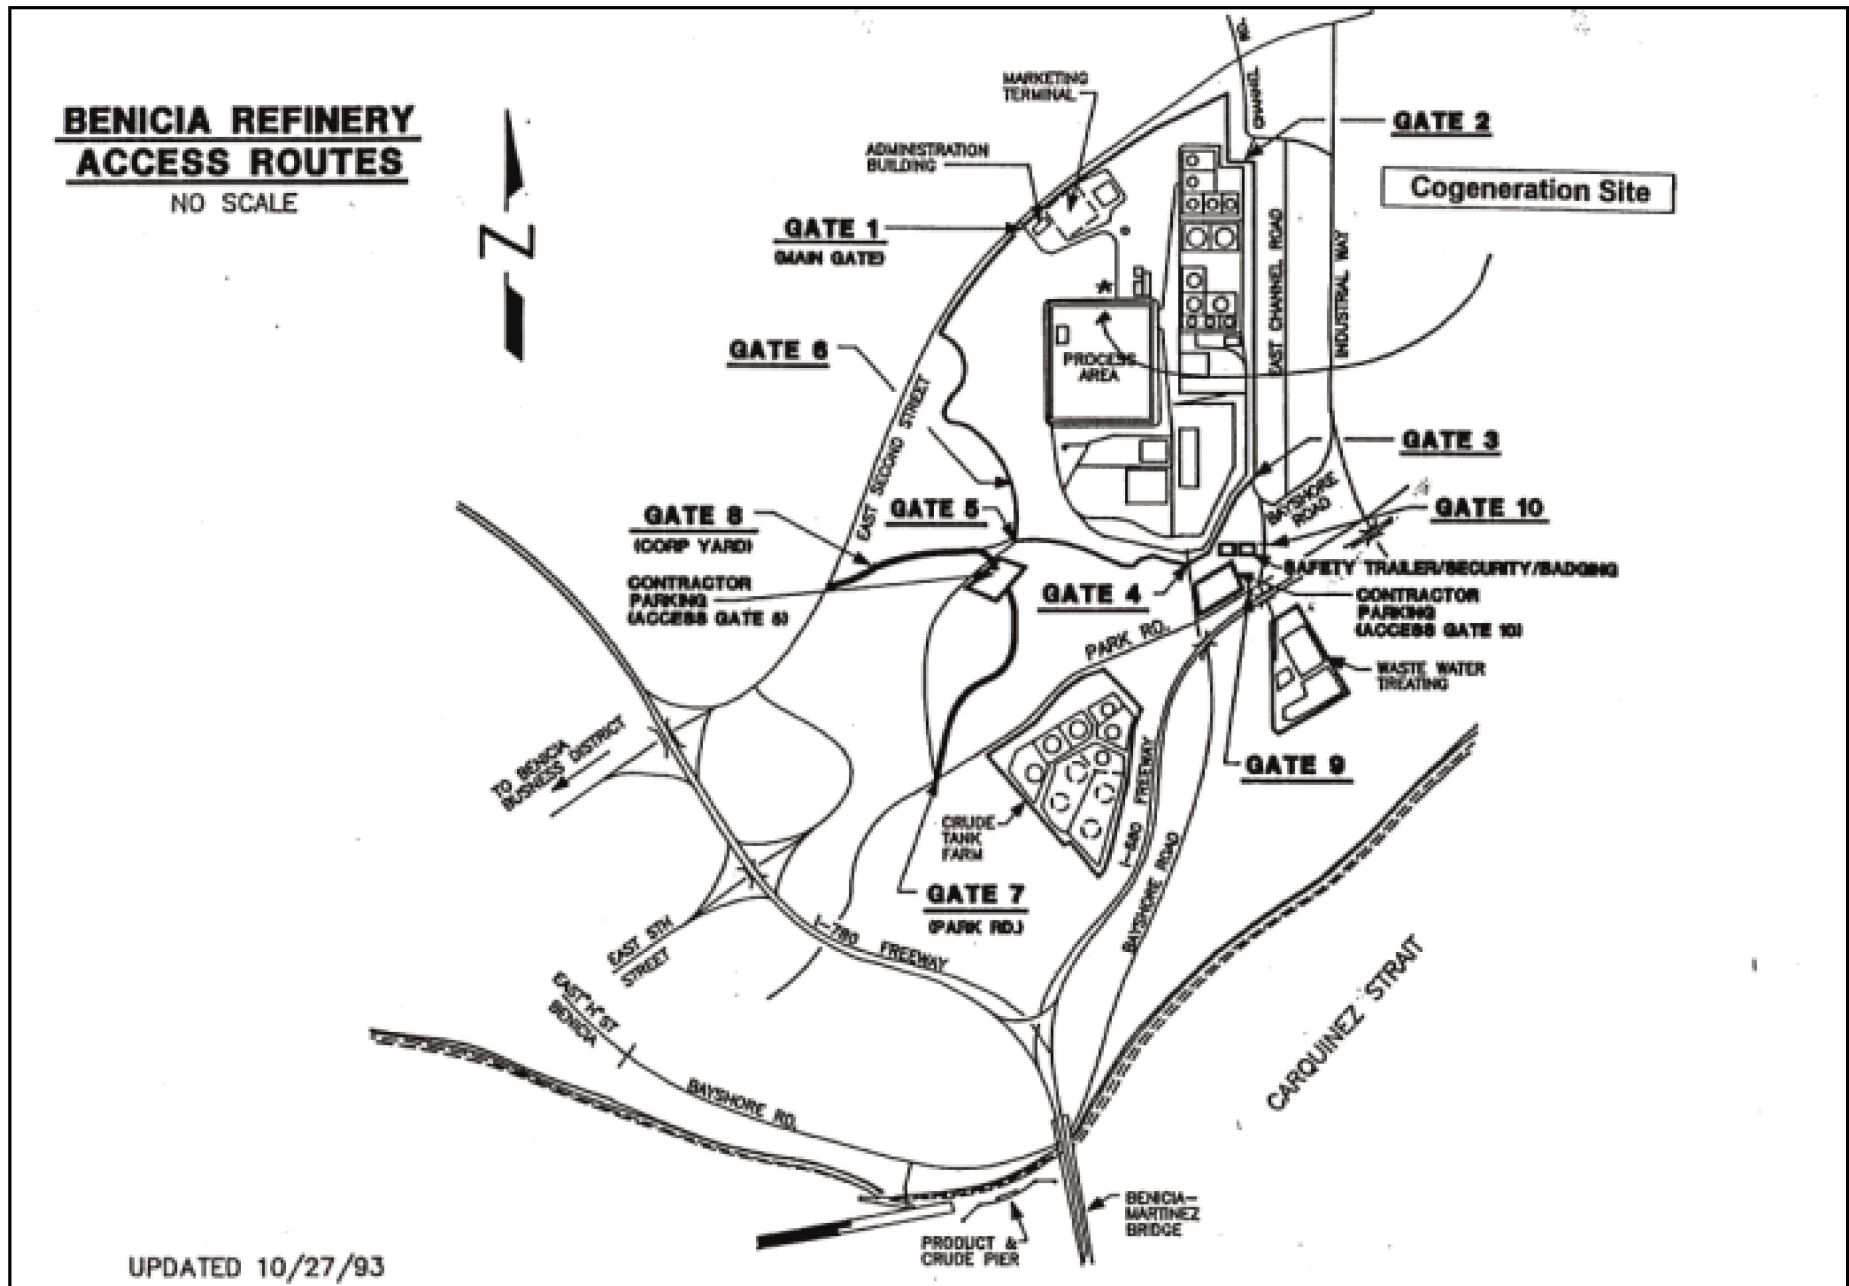 BENICIA REFINERY
ACCESS ROUTES
NO SCALE
N
MARKETING
TERMINAL
ADMINISTRATION
BUILDING
GATE 1
(MAIN GATE)
CHANNEL
RD.
GATE 2
Cogeneration Site
EAST CHANNEL ROAD
INDUSTRIAL WAY
GATE 6
PROCESS
AREA
EAST SECOND STREET
GATE 3
BAYSHORE
ROAD
GATE 8
(CORP YARD)
GATE 5
GATE 10
CONTRACTOR
PARKING
(ACCESS GATE 5)
GATE 4
SAFETY TRAILER/SECURITY/BADGING
CONTRACTOR
PARKING
(ACCESS GATE 10)
PARK RD.
WASTE WATER
TREATING
TO BENICIA
BUSINESS DISTRICT
GATE 9
CRUDE
TANK
FARM
I-680 FREEWAY
BAYSHORE ROAD
GATE 7
(PARK RD.)
EAST 5TH
STREET
I-780 FREEWAY
EAST "H" ST
BENICIA
CARQUINEZ STRAIT
BAYSHORE RD.
BENICIA-
MARTINEZ
BRIDGE
PRODUCT &
CRUDE PIER
UPDATED 10/27/93